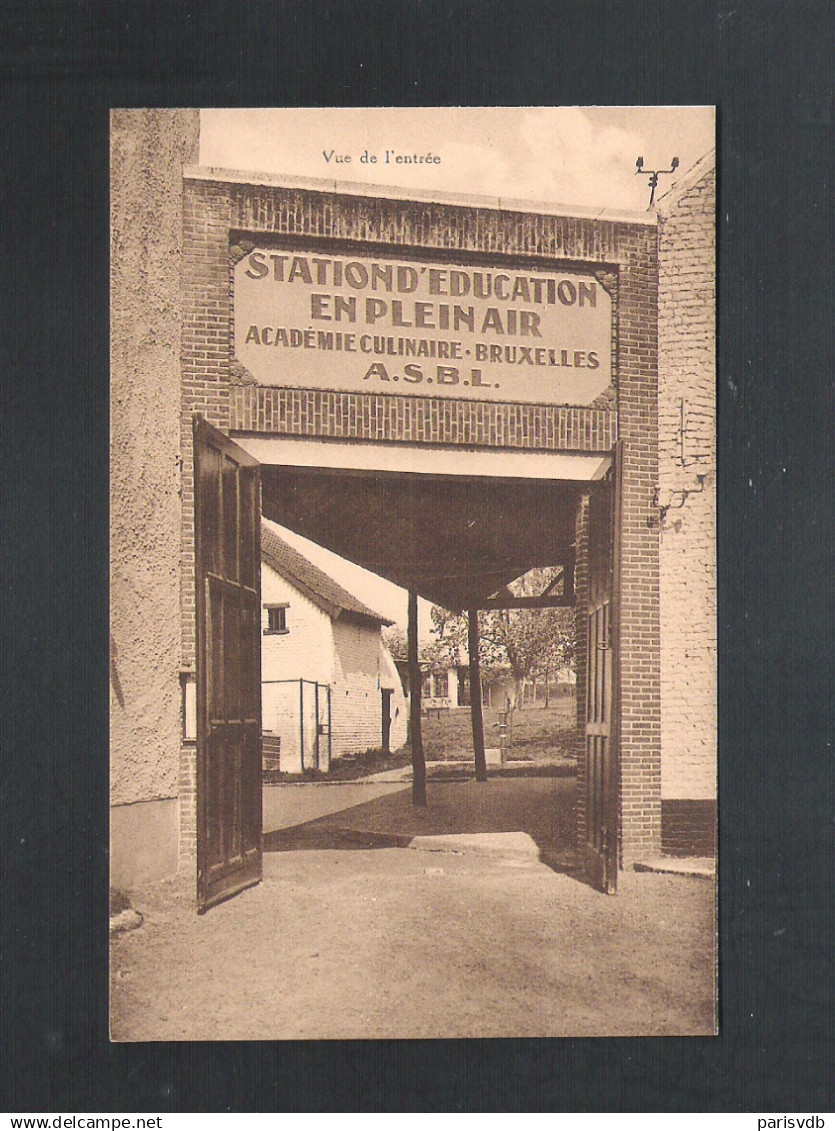 Vue de l'entrée
STATION D'EDUCATION
EN PLEIN AIR
ACADÉMIE CULINAIRE · BRUXELLES
A.S.B.L.
www.delcampe.net
parisvdb